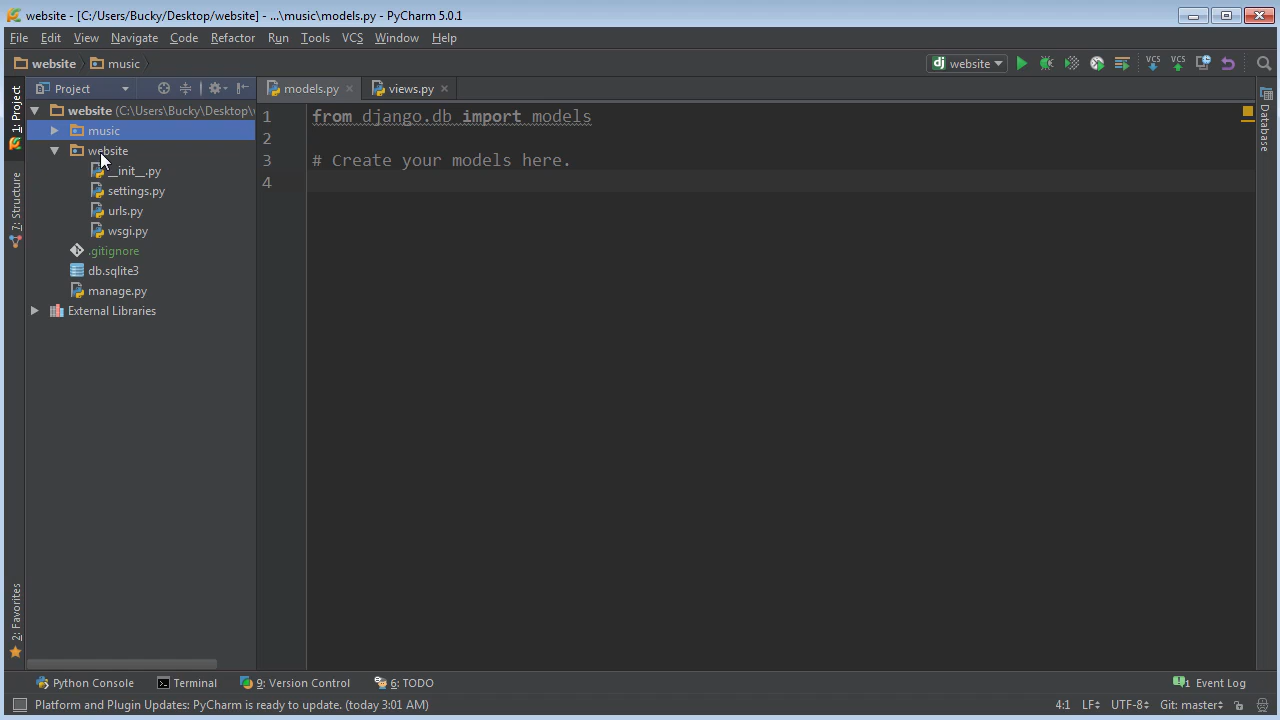 website - [C:/Users/Bucky/Desktop/website] - ...\music\models.py - PyCharm 5.0.1
File Edit View Navigate Code Refactor Run Tools VCS Window Help
website music website VCS VCS
1: Project
7: Structure
2: Favorites
Project
website (C:\Users\Bucky\Desktop\
music
website
__init__.py
settings.py
urls.py
wsgi.py
.gitignore
db.sqlite3
manage.py
External Libraries
models.py views.py
1 from django.db import models
2
3 # Create your models here.
4
Database
Python Console Terminal 9: Version Control 6: TODO 1 Event Log
Platform and Plugin Updates: PyCharm is ready to update. (today 3:01 AM) 4:1 LF UTF-8 Git: master